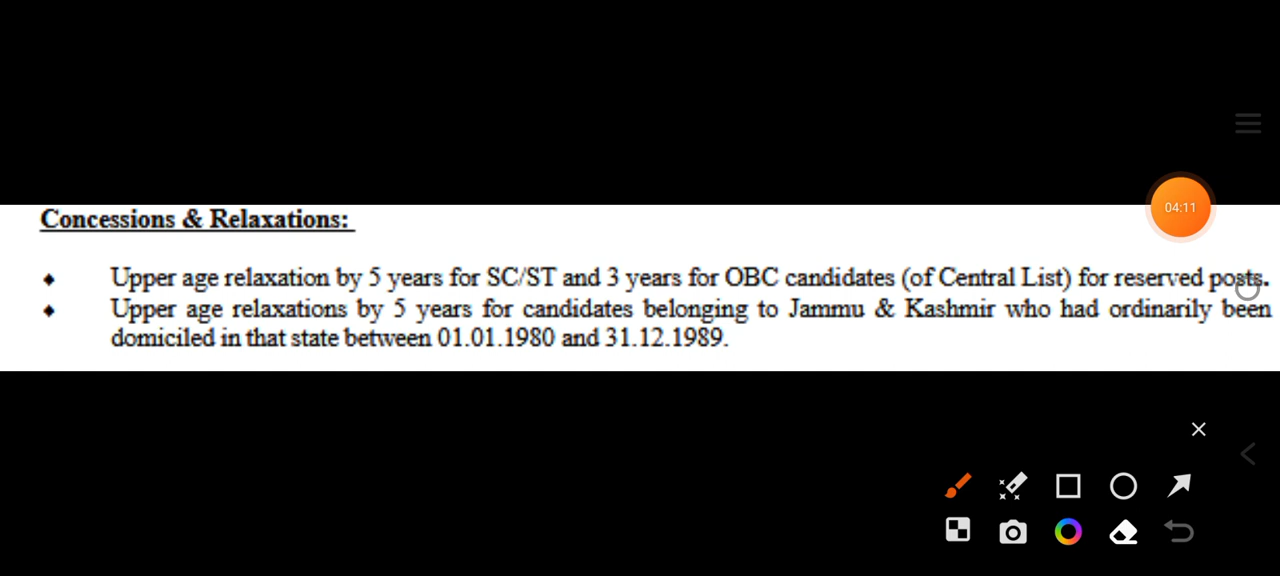 Concessions & Relaxations:
04:11
♦ Upper age relaxation by 5 years for SC/ST and 3 years for OBC candidates (of Central List) for reserved posts.
♦ Upper age relaxations by 5 years for candidates belonging to Jammu & Kashmir who had ordinarily been
domiciled in that state between 01.01.1980 and 31.12.1989.